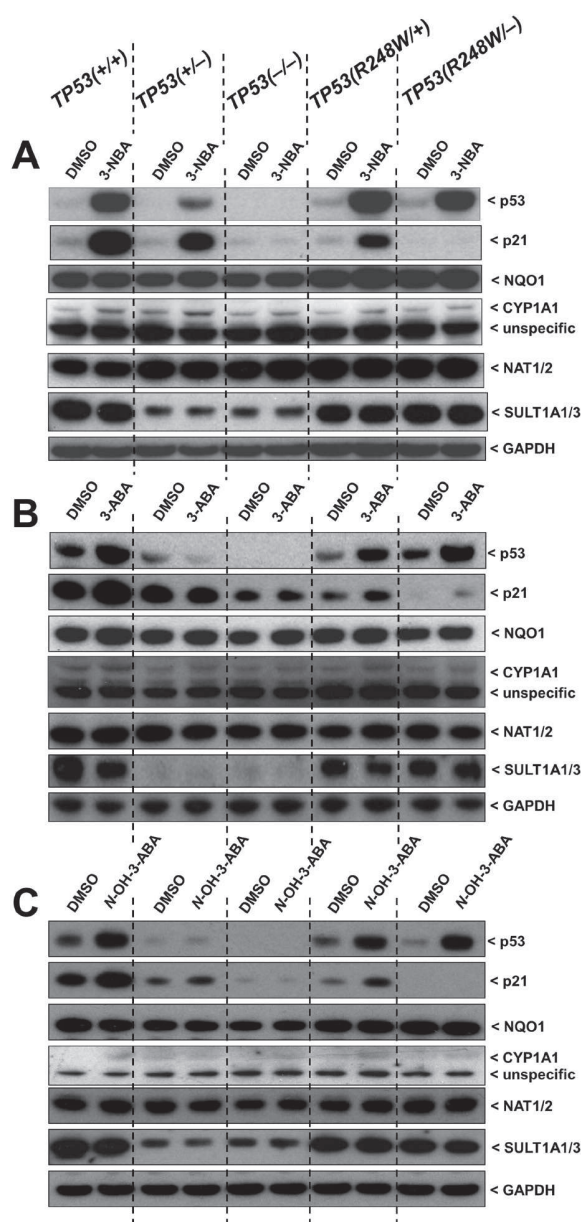 TP53(+/+) TP53(+/−) TP53(−/−) TP53(R248W/+) TP53(R248W/−)
A
DMSO 3-NBA DMSO 3-NBA DMSO 3-NBA DMSO 3-NBA DMSO 3-NBA
< p53
< p21
< NQO1
< CYP1A1
< unspecific
< NAT1/2
< SULT1A1/3
< GAPDH
B
DMSO 3-ABA DMSO 3-ABA DMSO 3-ABA DMSO 3-ABA DMSO 3-ABA
< p53
< p21
< NQO1
< CYP1A1
< unspecific
< NAT1/2
< SULT1A1/3
< GAPDH
C
DMSO N-OH-3-ABA DMSO N-OH-3-ABA DMSO N-OH-3-ABA DMSO N-OH-3-ABA DMSO N-OH-3-ABA
< p53
< p21
< NQO1
< CYP1A1
< unspecific
< NAT1/2
< SULT1A1/3
< GAPDH